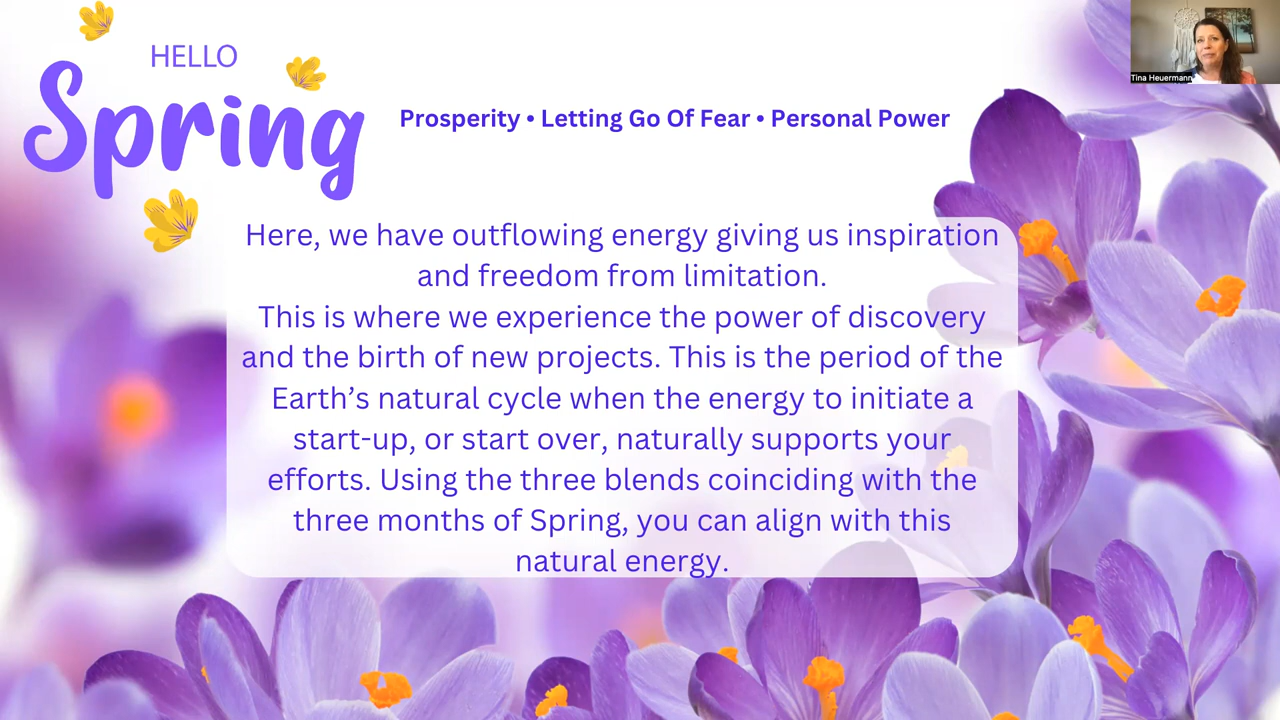 HELLO
Spring
Prosperity • Letting Go Of Fear • Personal Power
Here, we have outflowing energy giving us inspiration
and freedom from limitation.
This is where we experience the power of discovery
and the birth of new projects. This is the period of the
Earth’s natural cycle when the energy to initiate a
start-up, or start over, naturally supports your
efforts. Using the three blends coinciding with the
three months of Spring, you can align with this
natural energy.
Tina Heuermann